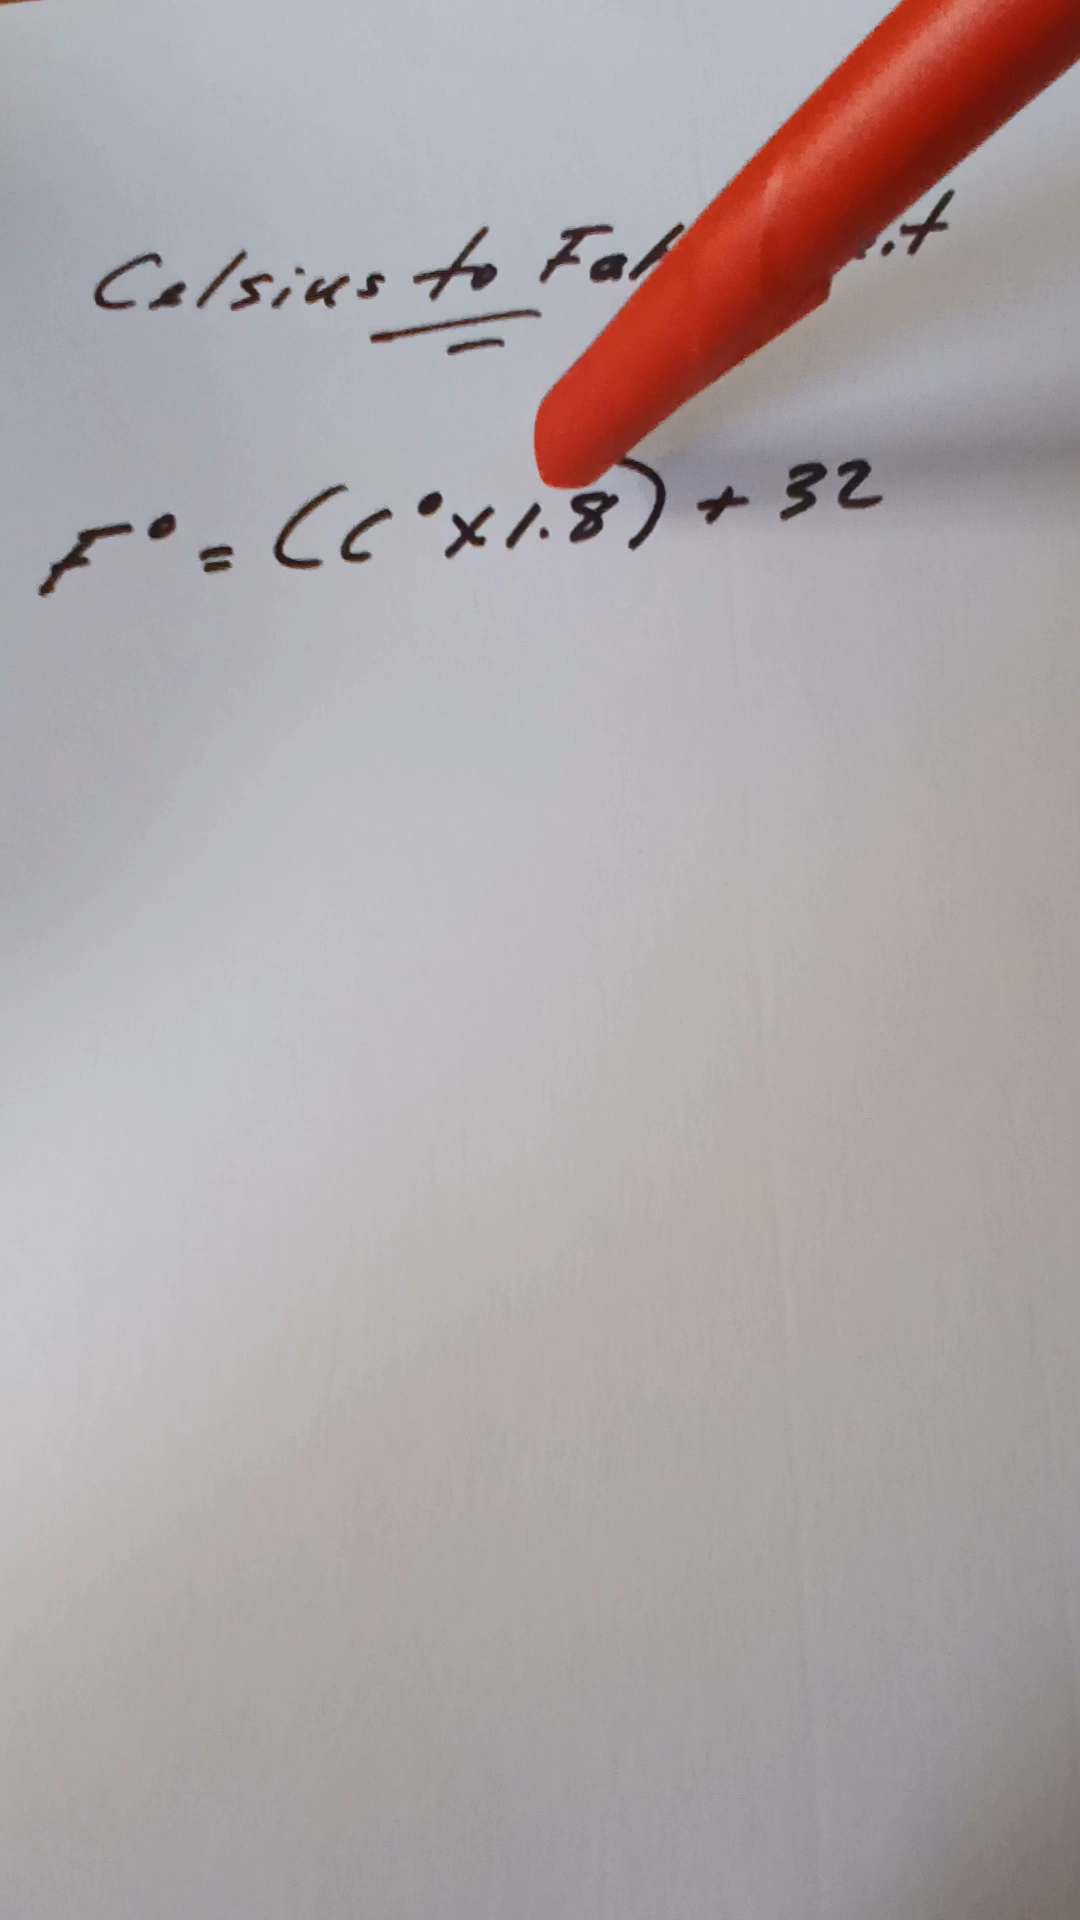 Celsius to
F° = (C° x 1.8) + 32